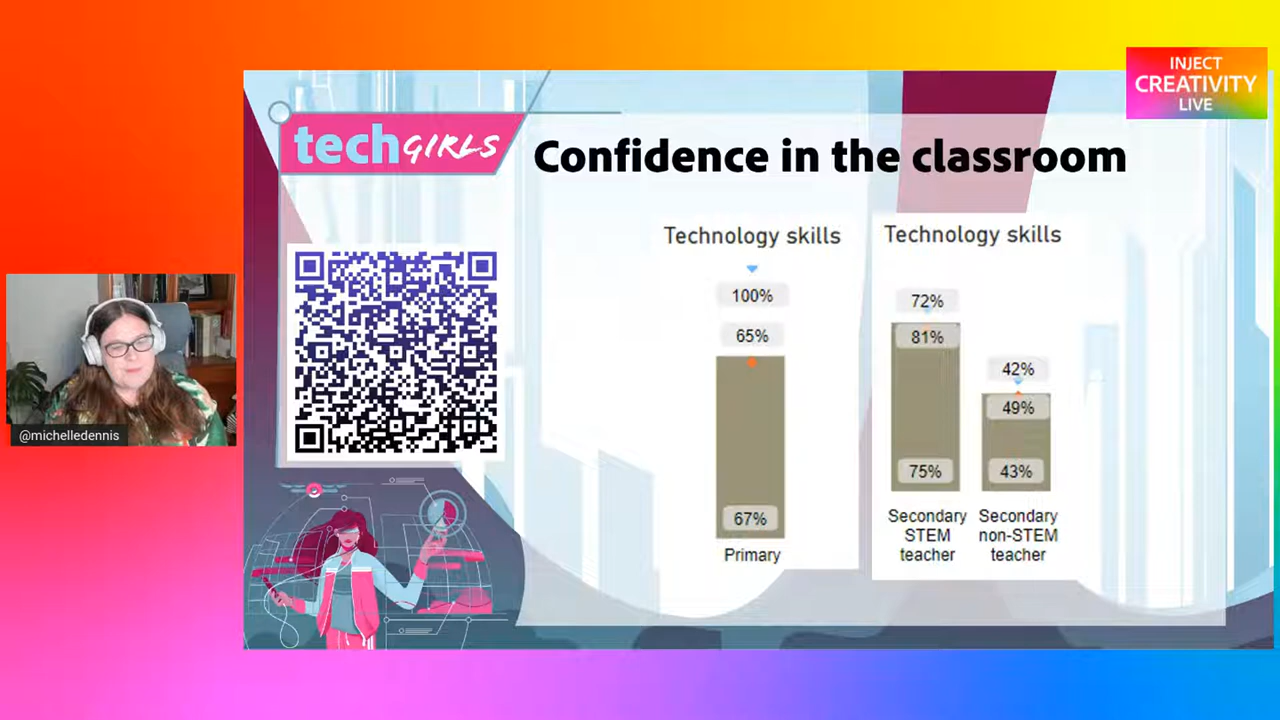 INJECT
CREATIVITY
LIVE
techGIRLS
Confidence in the classroom
Technology skills
100%
65%
67%
Primary
Technology skills
72%
81%
75%
42%
49%
43%
Secondary
STEM
teacher
Secondary
non-STEM
teacher
@michelledennis